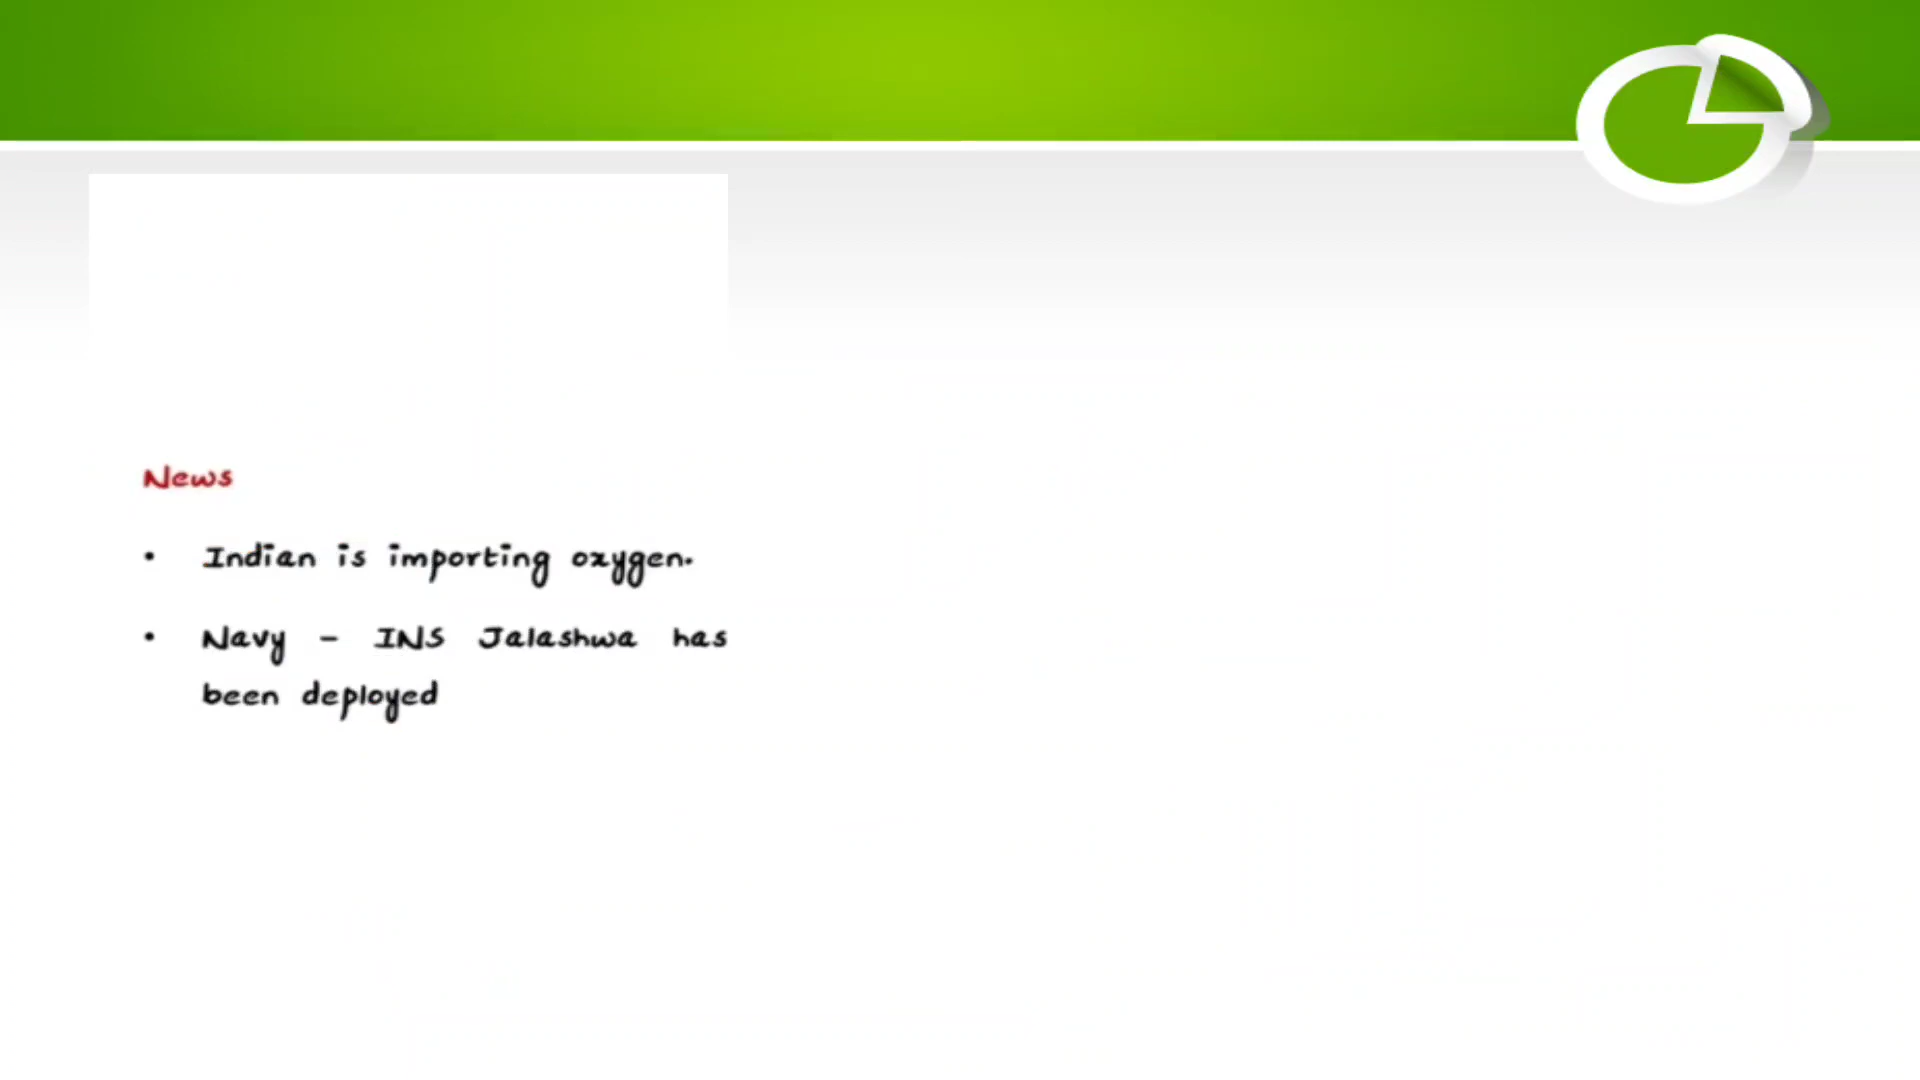 News
• Indian is importing oxygen.
• Navy - INS Jalashwa has
been deployed